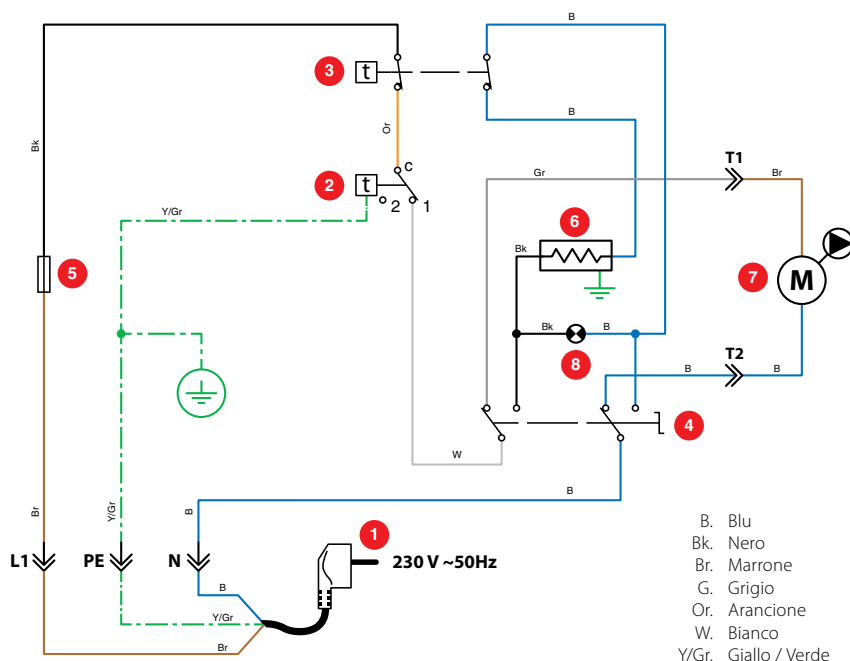 B
3
t
B
Bk
Or
T1
C
Gr
Br
2
t
2
1
Y/Gr
6
Bk
5
7
M
Bk
B
8
T2
B
B
4
W
B
B
Br
Y/Gr
1
L1
PE
N
230 V ~50Hz
B
Y/Gr
Br
B. Blu
Bk. Nero
Br. Marrone
G. Grigio
Or. Arancione
W. Bianco
Y/Gr. Giallo / Verde